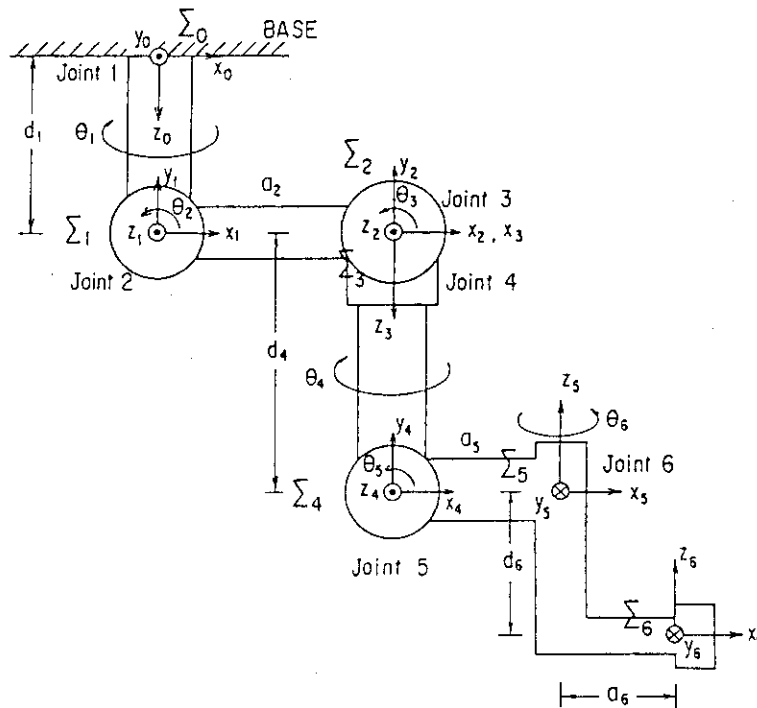 y₀ Σ₀ BASE
Joint 1 x₀
d₁ θ₁ z₀
Σ₂ y₂
y₁ a₂ θ₃ Joint 3
θ₂
Σ₁ z₁ x₁ z₂ x₂ , x₃
Joint 2 Σ₃ Joint 4
z₃
d₄
θ₄ z₅
θ₆
y₄ a₅
θ₅ Σ₅ Joint 6
Σ₄ z₄ x₄ y₅ x₅
d₆
Joint 5 z₆
Σ₆ x
y₆
a₆